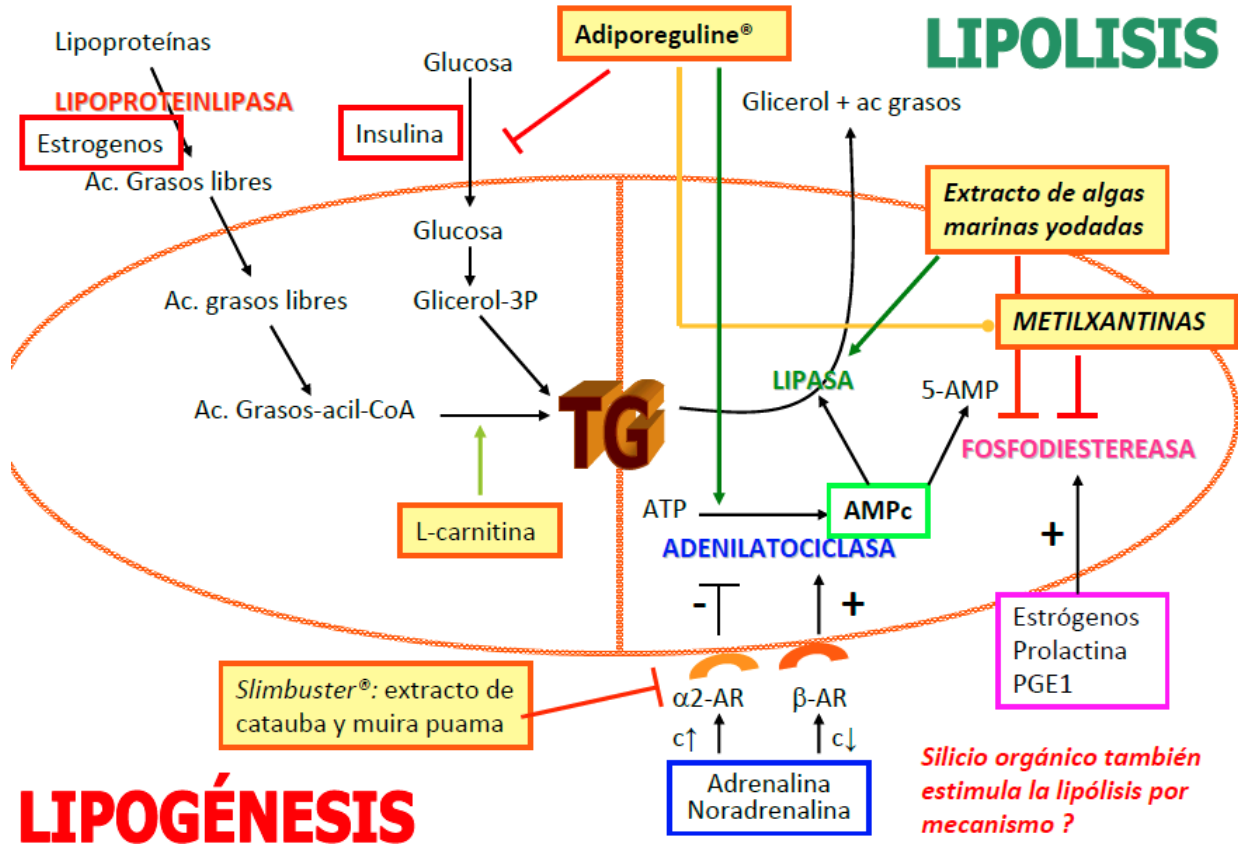 Lipoproteínas
LIPOPROTEINLIPASA
Estrogenos
Ac. Grasos libres
Ac. grasos libres
Ac. Grasos-acil-CoA
Glucosa
Insulina
Glucosa
Glicerol-3P
L-carnitina
TG
Adiporeguline®
LIPOLISIS
Glicerol + ac grasos
Extracto de algas
marinas yodadas
METILXANTINAS
LIPASA
5-AMP
FOSFODIESTEREASA
ATP
AMPc
ADENILATOCICLASA
-
+
+
Estrógenos
Prolactina
PGE1
Slimbuster®: extracto de
catauba y muira puama
α2-AR
β-AR
c↑
c↓
Adrenalina
Noradrenalina
Silicio orgánico también
estimula la lipólisis por
mecanismo ?
LIPOGÉNESIS